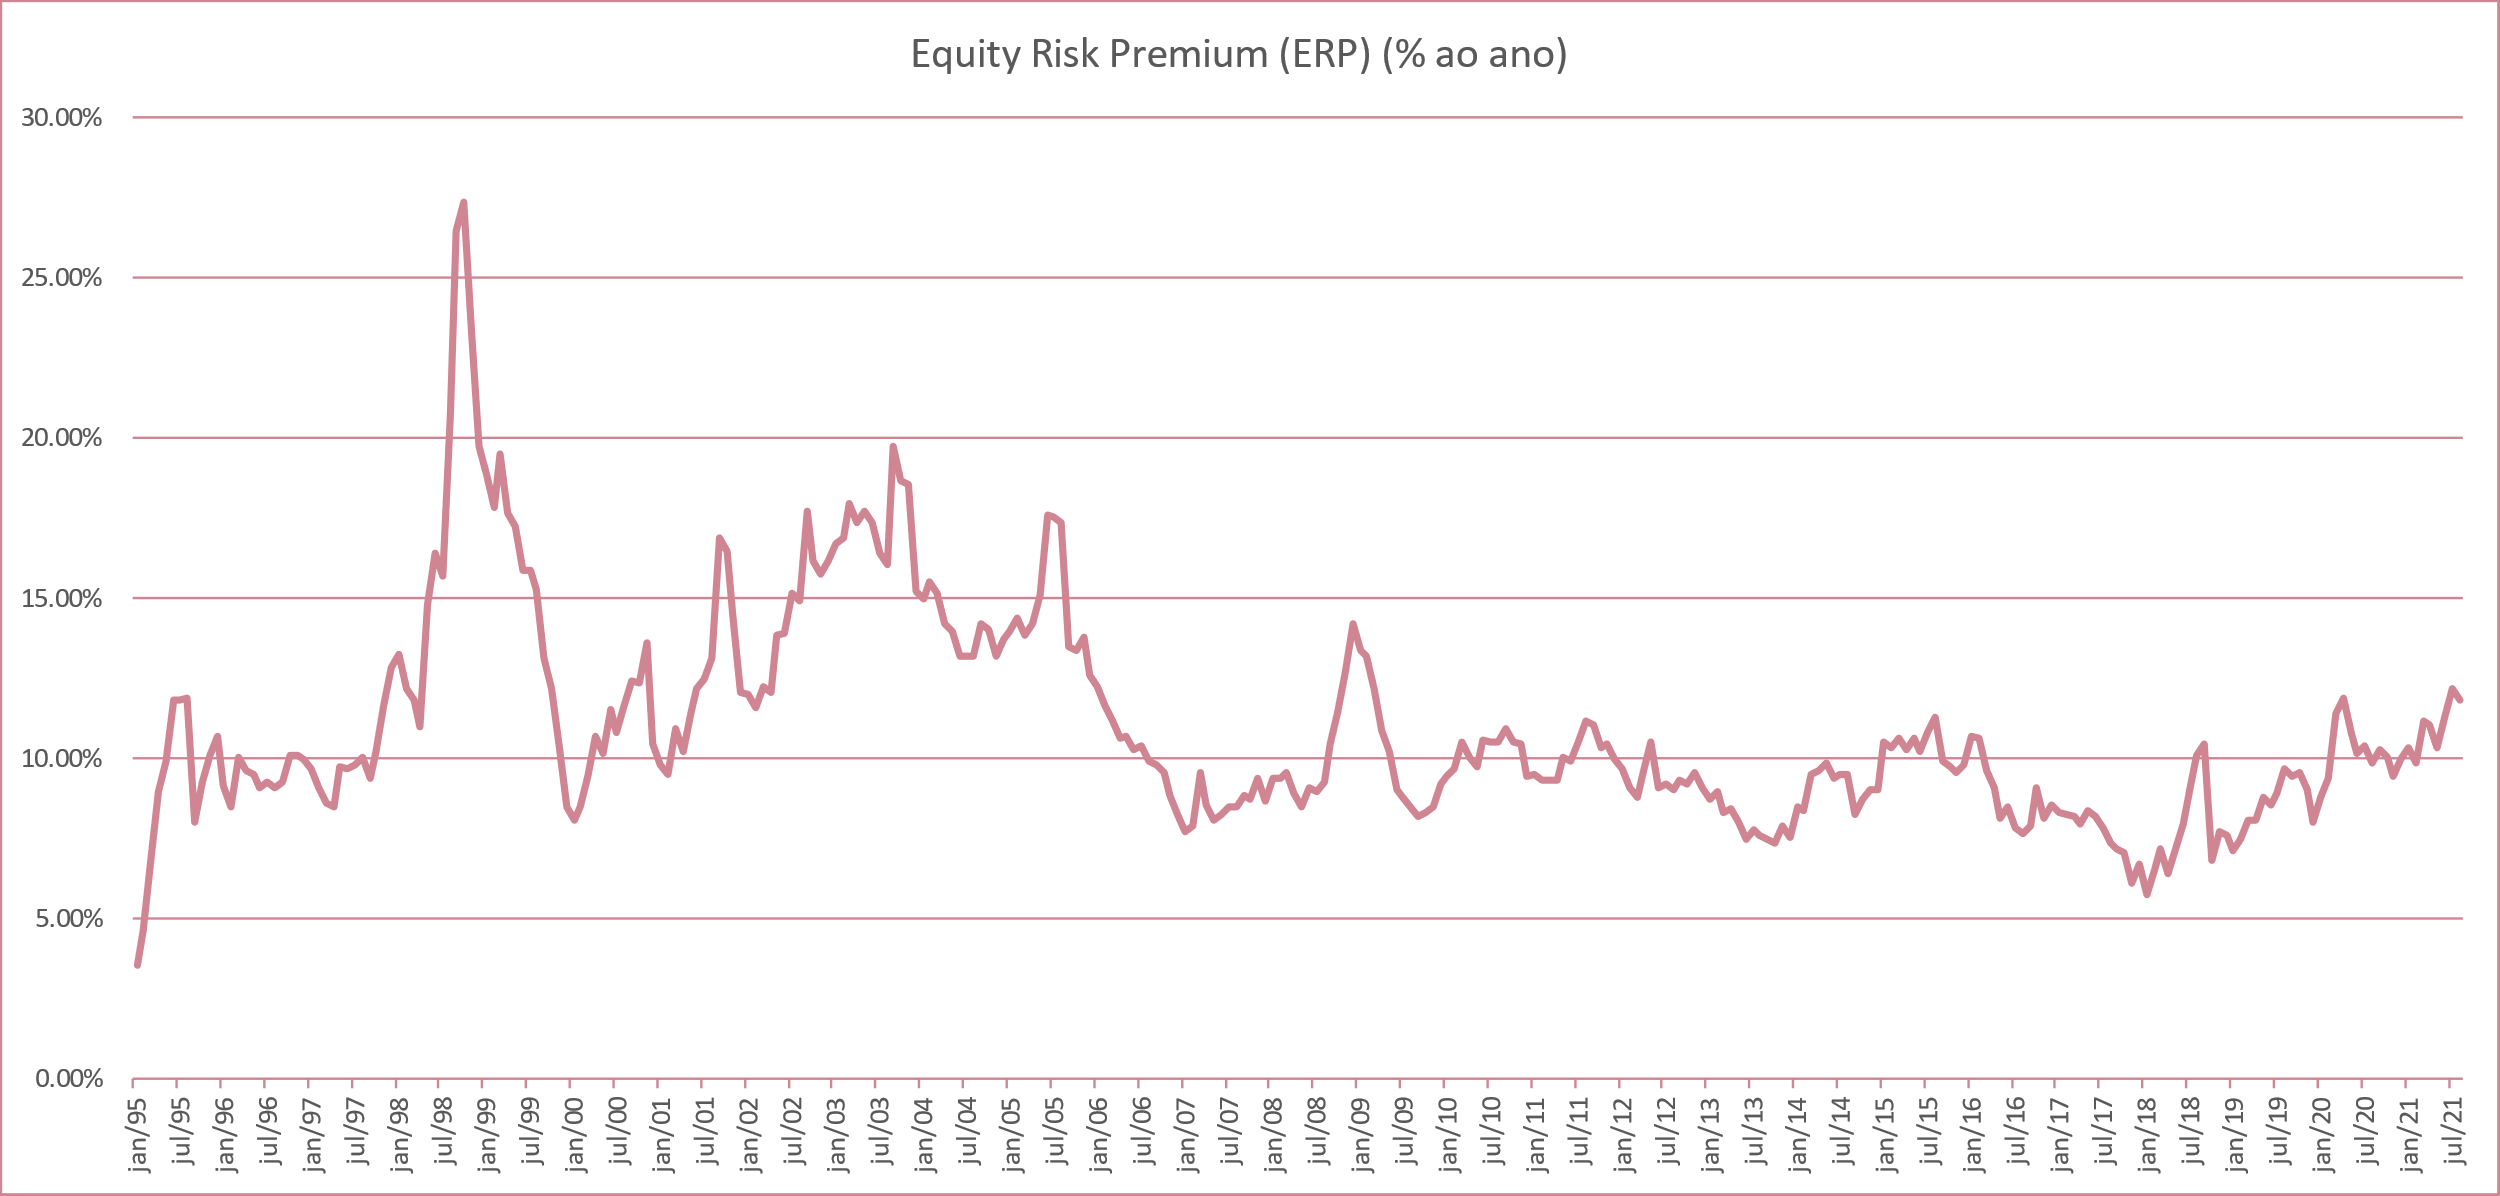 Equity Risk Premium (ERP) (% ao ano)
30.00%
25.00%
20.00%
15.00%
10.00%
5.00%
0.00%
jan/95
jul/95
jan/96
jul/96
jan/97
jul/97
jan/98
jul/98
jan/99
jul/99
jan/00
jul/00
jan/01
jul/01
jan/02
jul/02
jan/03
jul/03
jan/04
jul/04
jan/05
jul/05
jan/06
jul/06
jan/07
jul/07
jan/08
jul/08
jan/09
jul/09
jan/10
jul/10
jan/11
jul/11
jan/12
jul/12
jan/13
jul/13
jan/14
jul/14
jan/15
jul/15
jan/16
jul/16
jan/17
jul/17
jan/18
jul/18
jan/19
jul/19
jan/20
jul/20
jan/21
jul/21